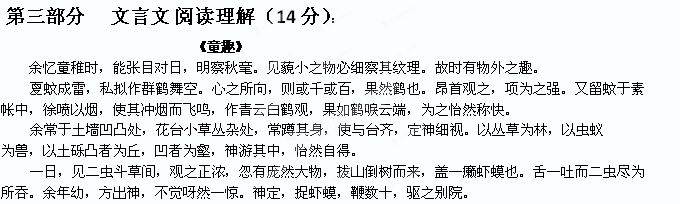 第三部分 文言文 阅读理解（14 分）：
《童趣》
余忆童稚时，能张目对日，明察秋毫。见藐小之物必细察其纹理。故时有物外之趣。
夏蚊成雷，私拟作群鹤舞空。心之所向，则或千或百，果然鹤也。昂首观之，项为之强。又留蚊于素
帐中，徐喷以烟，使其冲烟而飞鸣，作青云白鹤观，果如鹤唳云端，为之怡然称快。
余常于土墙凹凸处，花台小草丛杂处，常蹲其身，使与台齐，定神细视。以丛草为林，以虫蚁
为兽，以土砾凸者为丘，凹者为壑，神游其中，怡然自得。
一日，见二虫斗草间，观之正浓，忽有庞然大物，拔山倒树而来，盖一癞虾蟆也。舌一吐而二虫尽为
所吞。余年幼，方出神，不觉呀然一惊。神定，捉虾蟆，鞭数十，驱之别院。